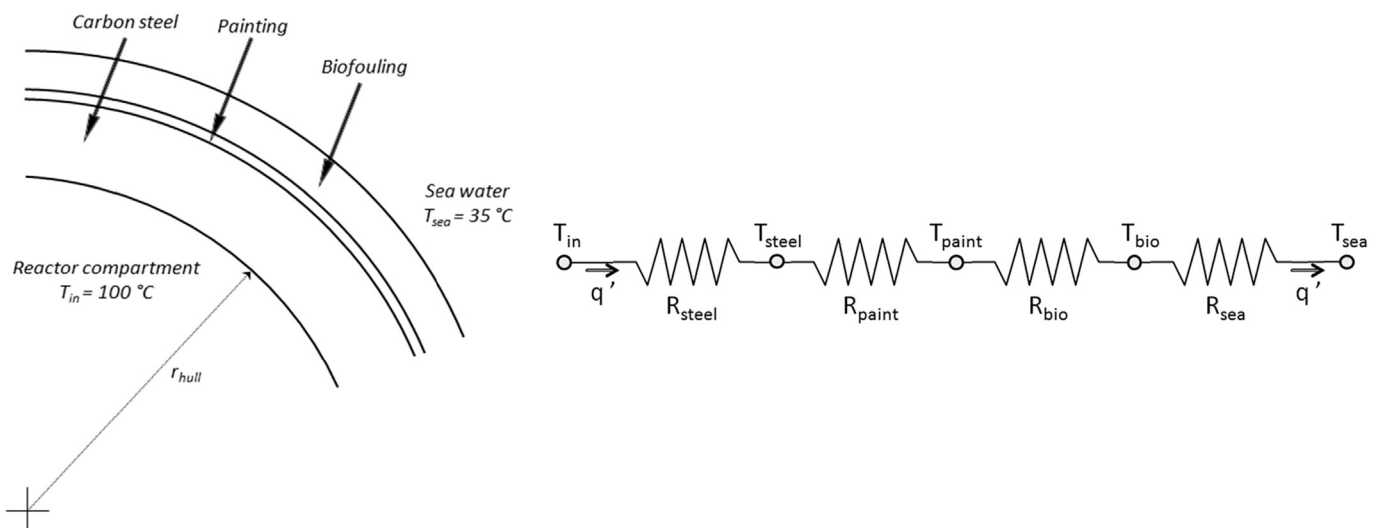 Carbon steel
Painting
Biofouling
Sea water
T_sea = 35 °C
Reactor compartment
T_in = 100 °C
r_hull
T_in
T_steel
T_paint
T_bio
T_sea
q’
q’
R_steel
R_paint
R_bio
R_sea